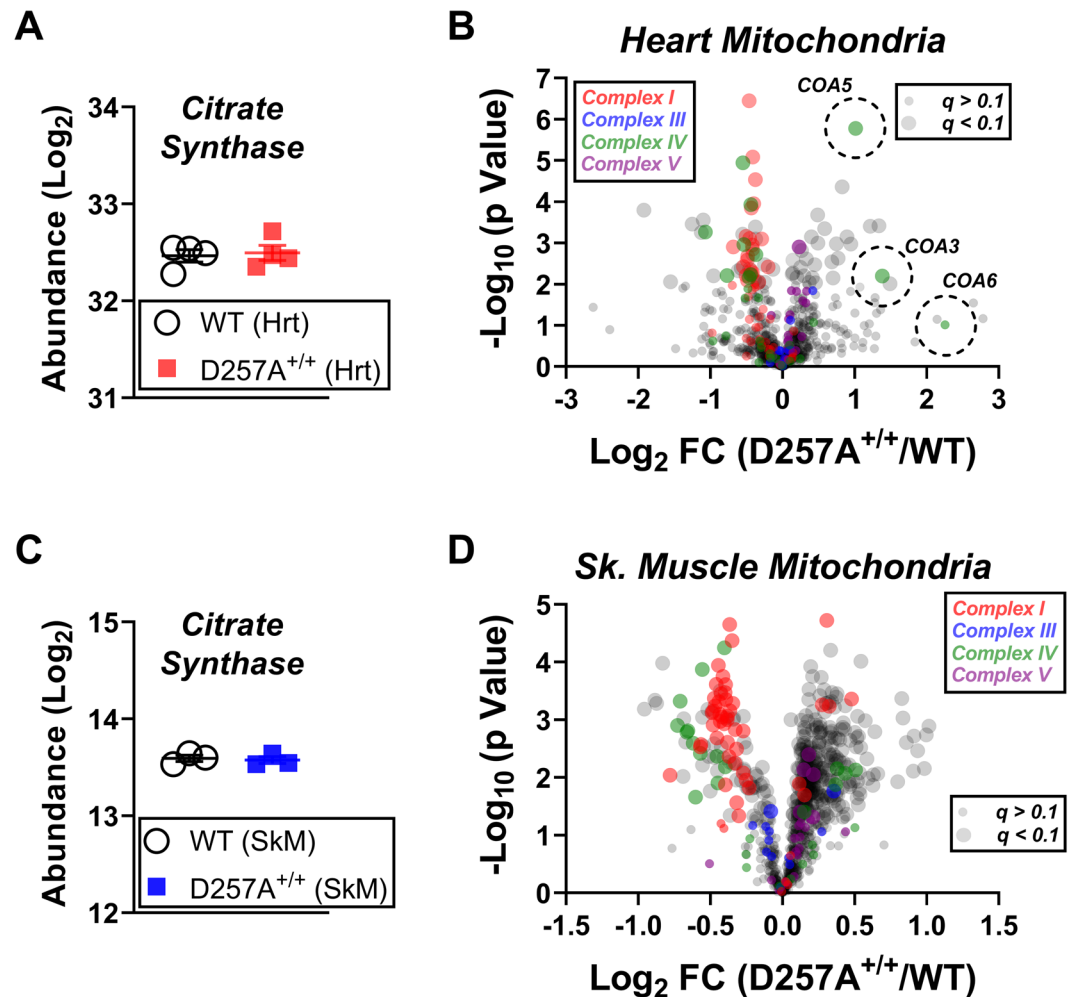 A
Citrate
Synthase
Abundance (Log2)
34
33
32
31
WT (Hrt)
D257A+/+ (Hrt)
B
Heart Mitochondria
-Log10 (p Value)
7
6
5
4
3
2
1
0
Complex I
Complex III
Complex IV
Complex V
COA5
q > 0.1
q < 0.1
COA3
COA6
-3 -2 -1 0 1 2 3
Log2 FC (D257A+/+/WT)
C
Citrate
Synthase
Abundance (Log2)
15
14
13
12
WT (SkM)
D257A+/+ (SkM)
D
Sk. Muscle Mitochondria
-Log10 (p Value)
5
4
3
2
1
0
Complex I
Complex III
Complex IV
Complex V
q > 0.1
q < 0.1
-1.5 -1.0 -0.5 0.0 0.5 1.0 1.5
Log2 FC (D257A+/+/WT)